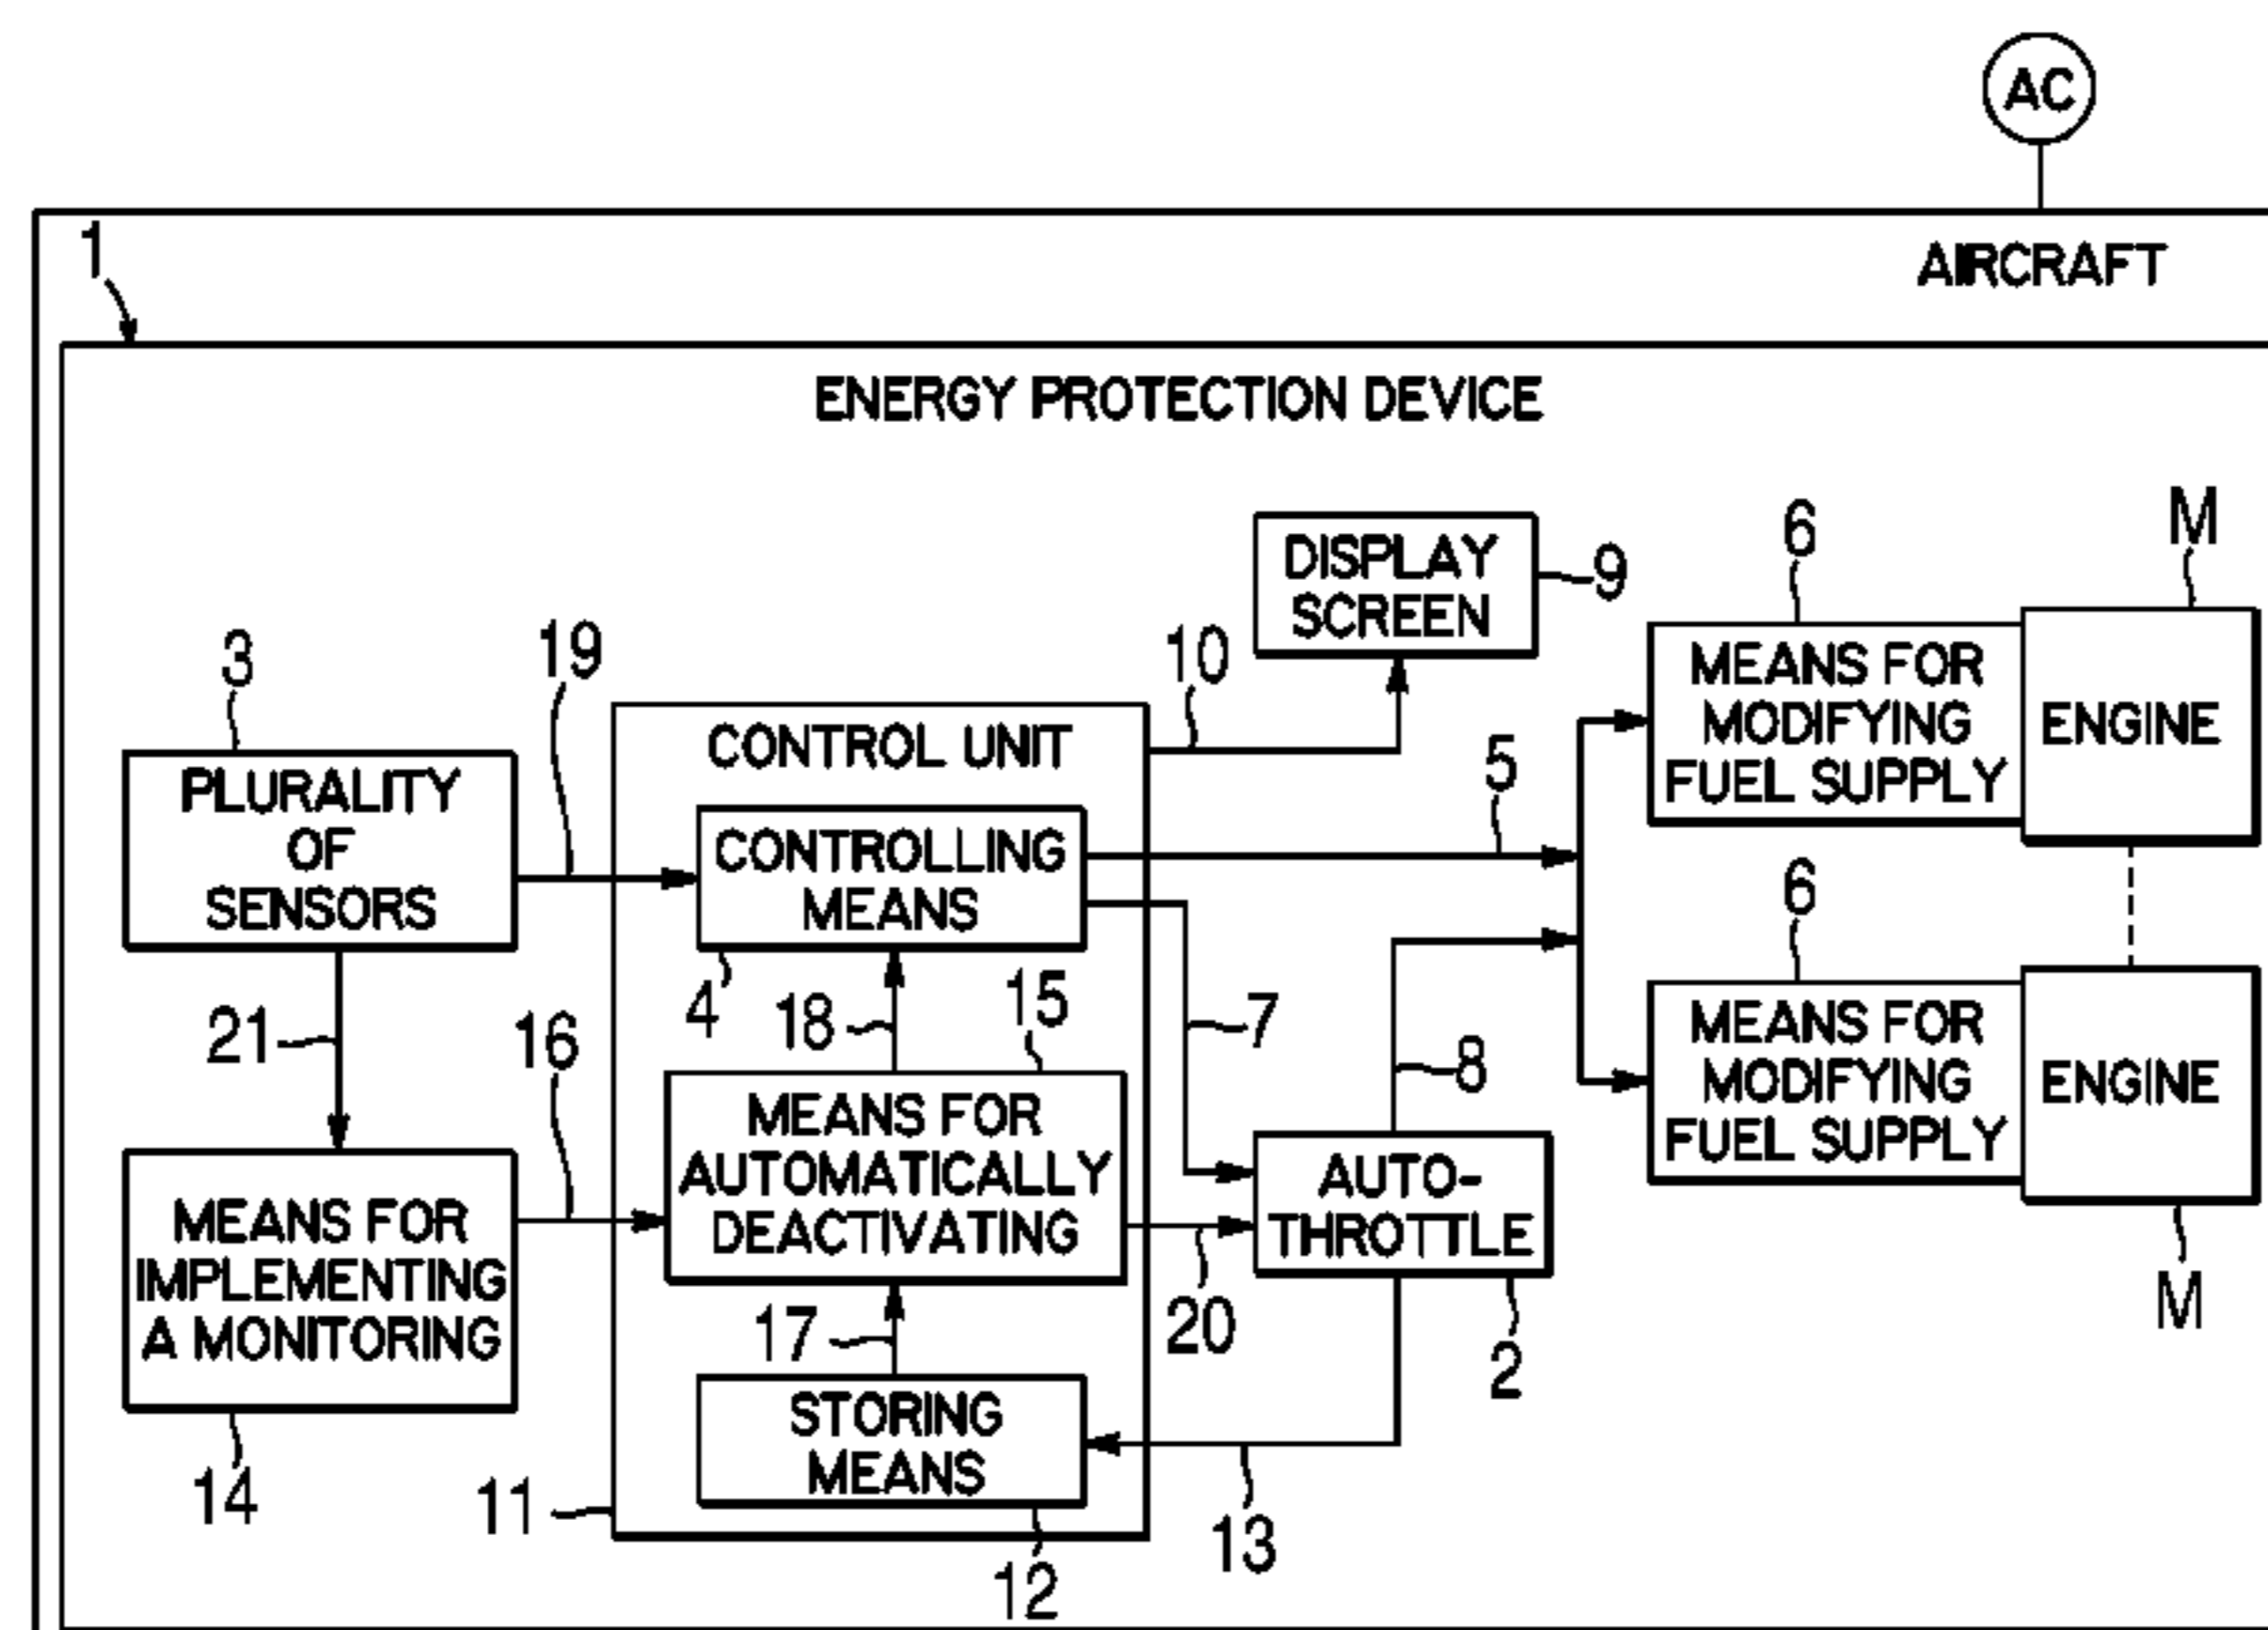 AC
AIRCRAFT
1
ENERGY PROTECTION DEVICE
DISPLAY
SCREEN
9
6
M
MEANS FOR
MODIFYING
FUEL SUPPLY
ENGINE
3
19
10
PLURALITY
OF
SENSORS
CONTROL UNIT
CONTROLLING
MEANS
4
5
21
16
18
15
7
8
6
MEANS FOR
MODIFYING
FUEL SUPPLY
ENGINE
M
MEANS FOR
IMPLEMENTING
A MONITORING
14
MEANS FOR
AUTOMATICALLY
DEACTIVATING
AUTO-
THROTTLE
2
20
17
STORING
MEANS
11
12
13